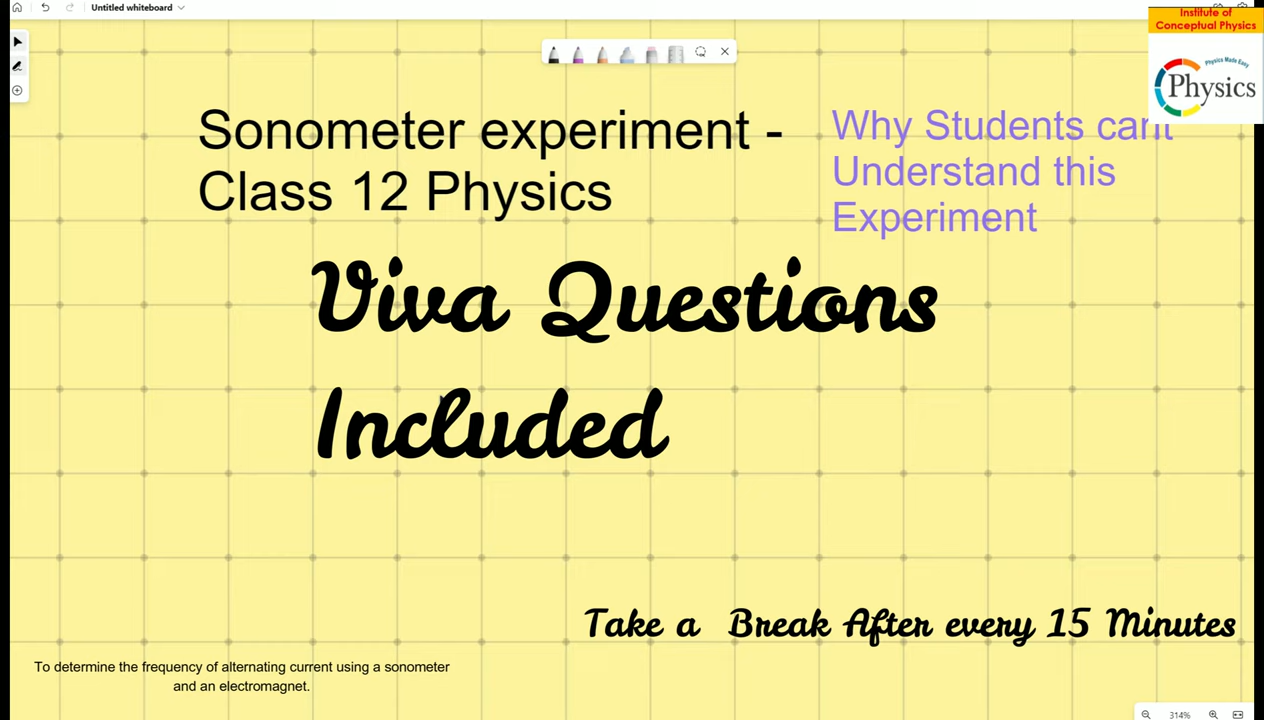 Untitled whiteboard
Institute of
Conceptual Physics
Physics Made Easy
Physics
Sonometer experiment -
Class 12 Physics
Why Students cant
Understand this
Experiment
Viva Questions
Included
Take a Break After every 15 Minutes
To determine the frequency of alternating current using a sonometer
and an electromagnet.
314%